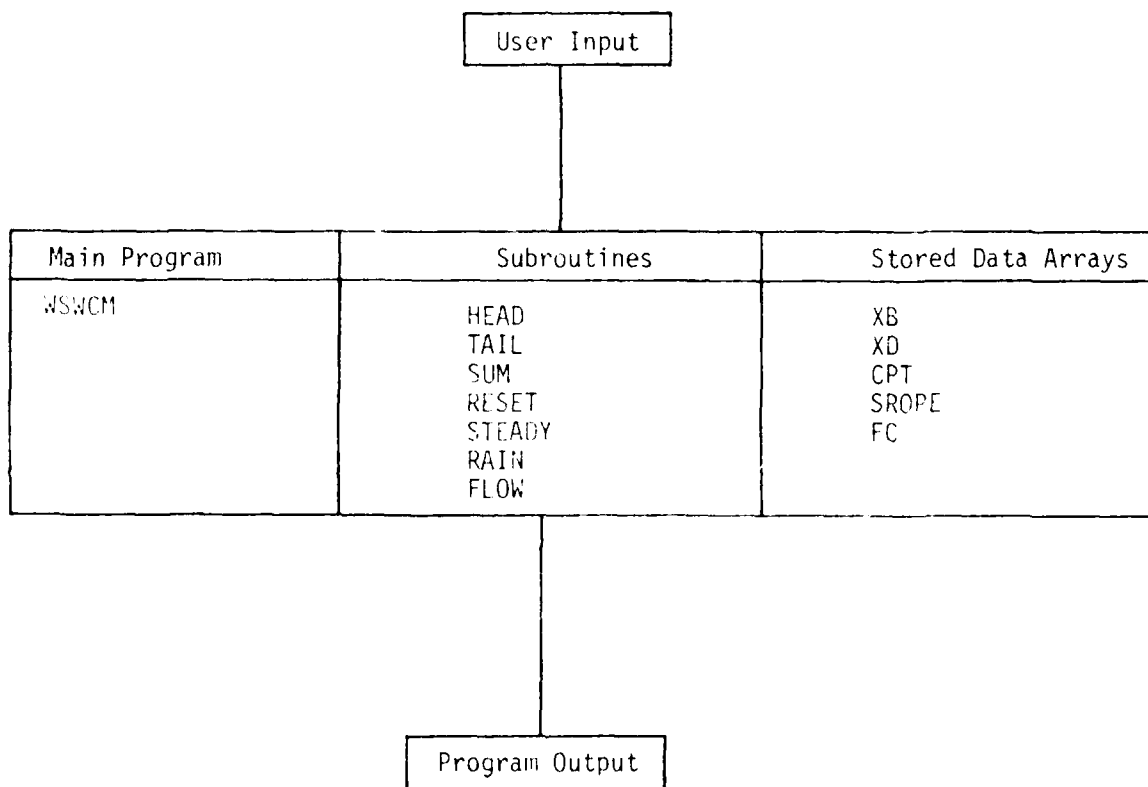 User Input
Main Program
Subroutines
Stored Data Arrays
WSWCM
HEAD
TAIL
SUM
RESET
STEADY
RAIN
FLOW
XB
XD
CPT
SROPE
FC
Program Output